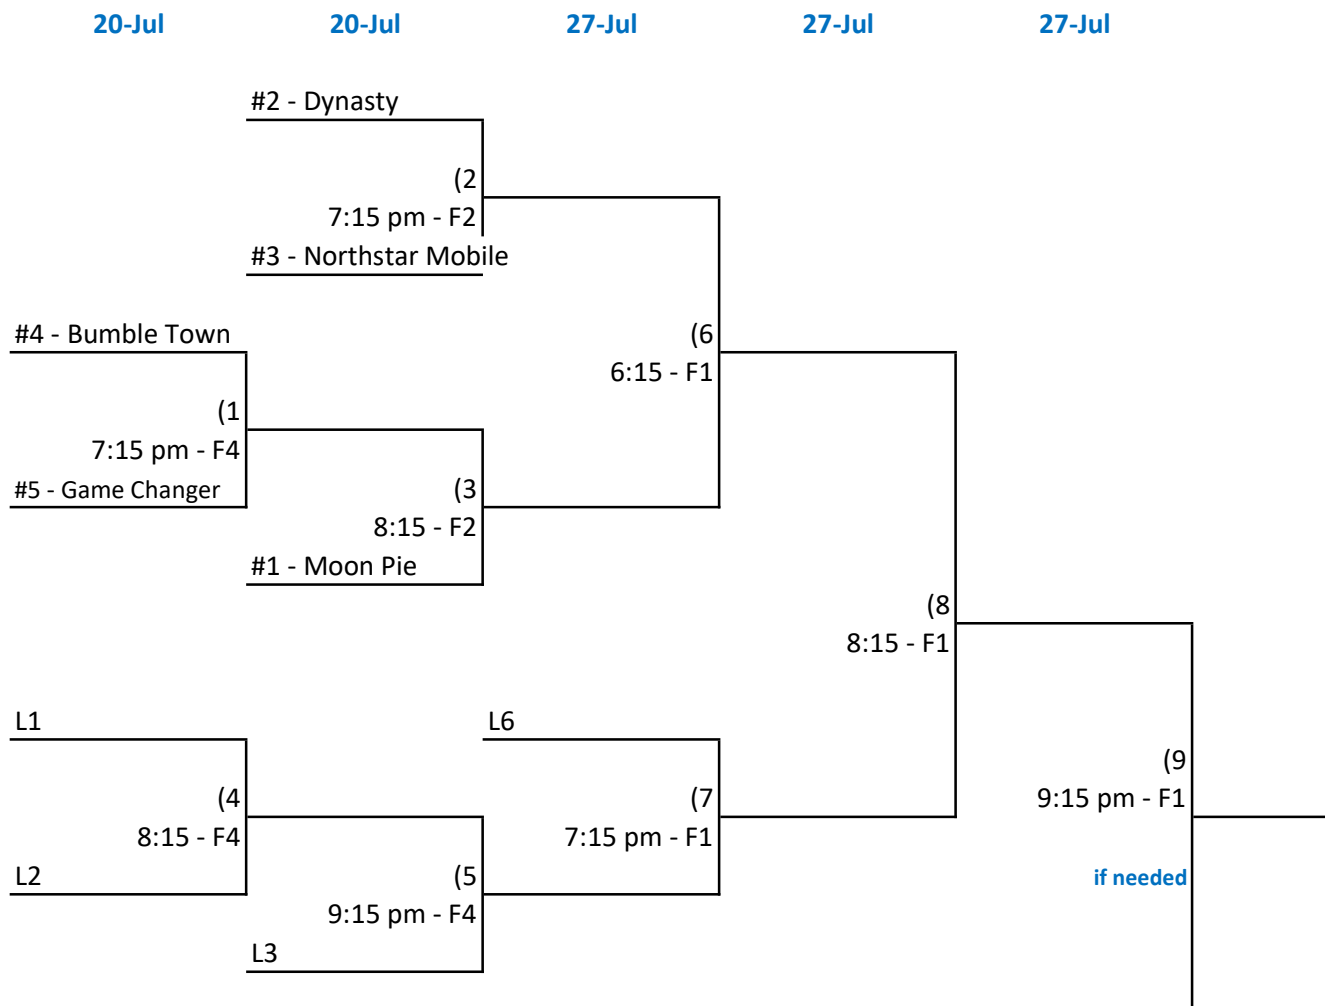 20-Jul 20-Jul 27-Jul 27-Jul 27-Jul
#2 - Dynasty
(2
7:15 pm - F2
#3 - Northstar Mobile
#4 - Bumble Town
(6
6:15 - F1
(1
7:15 pm - F4
#5 - Game Changer
(3
8:15 - F2
#1 - Moon Pie
(8
8:15 - F1
L1
L6
(9
9:15 pm - F1
(4
8:15 - F4
(7
7:15 pm - F1
L2
(5
9:15 pm - F4
if needed
L3